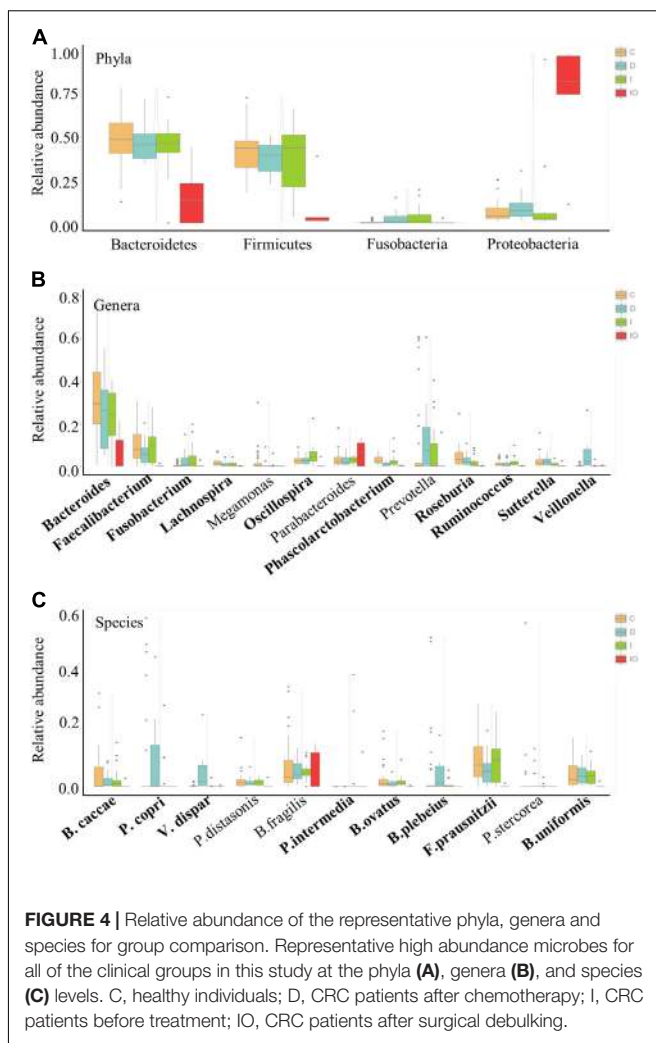 A
Phyla
Relative abundance
1.00
0.75
0.50
0.25
0.00
Bacteroidetes
Firmicutes
Fusobacteria
Proteobacteria
C
D
I
IO
B
Genera
Relative abundance
0.8
0.6
0.4
0.2
0.0
Bacteroides
Faecalibacterium
Fusobacterium
Lachnospira
Megamonas
Oscillospira
Parabacteroides
Phascolarctobacterium
Prevotella
Roseburia
Ruminococcus
Sutterella
Veillonella
C
D
I
IO
C
Species
Relative abundance
0.6
0.4
0.2
0.0
B. caccae
P. copri
V. dispar
P.distasonis
B.fragilis
P.intermedia
B.ovatus
B.plebeius
F.prausnitzii
P.stercorea
B.uniformis
C
D
I
IO
FIGURE 4 | Relative abundance of the representative phyla, genera and
species for group comparison. Representative high abundance microbes for
all of the clinical groups in this study at the phyla (A), genera (B), and species
(C) levels. C, healthy individuals; D, CRC patients after chemotherapy; I, CRC
patients before treatment; IO, CRC patients after surgical debulking.